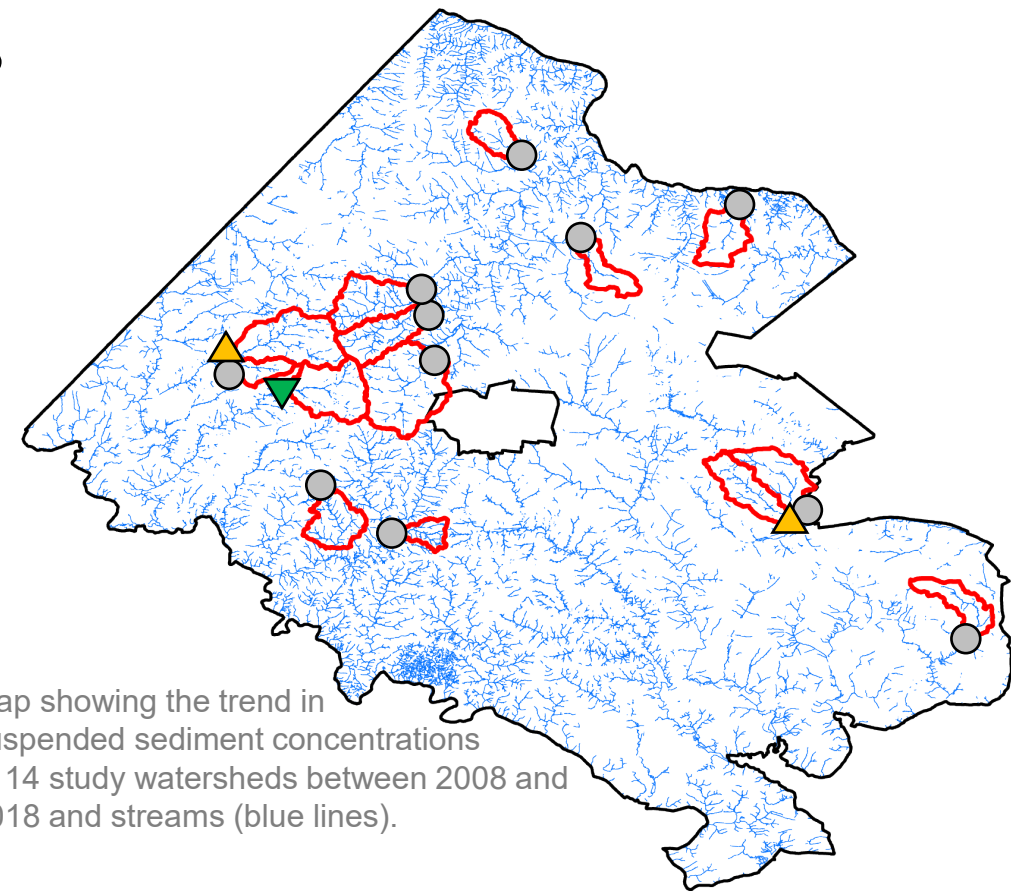 ap showing the trend in
uspended sediment concentrations
14 study watersheds between 2008 and
018 and streams (blue lines).